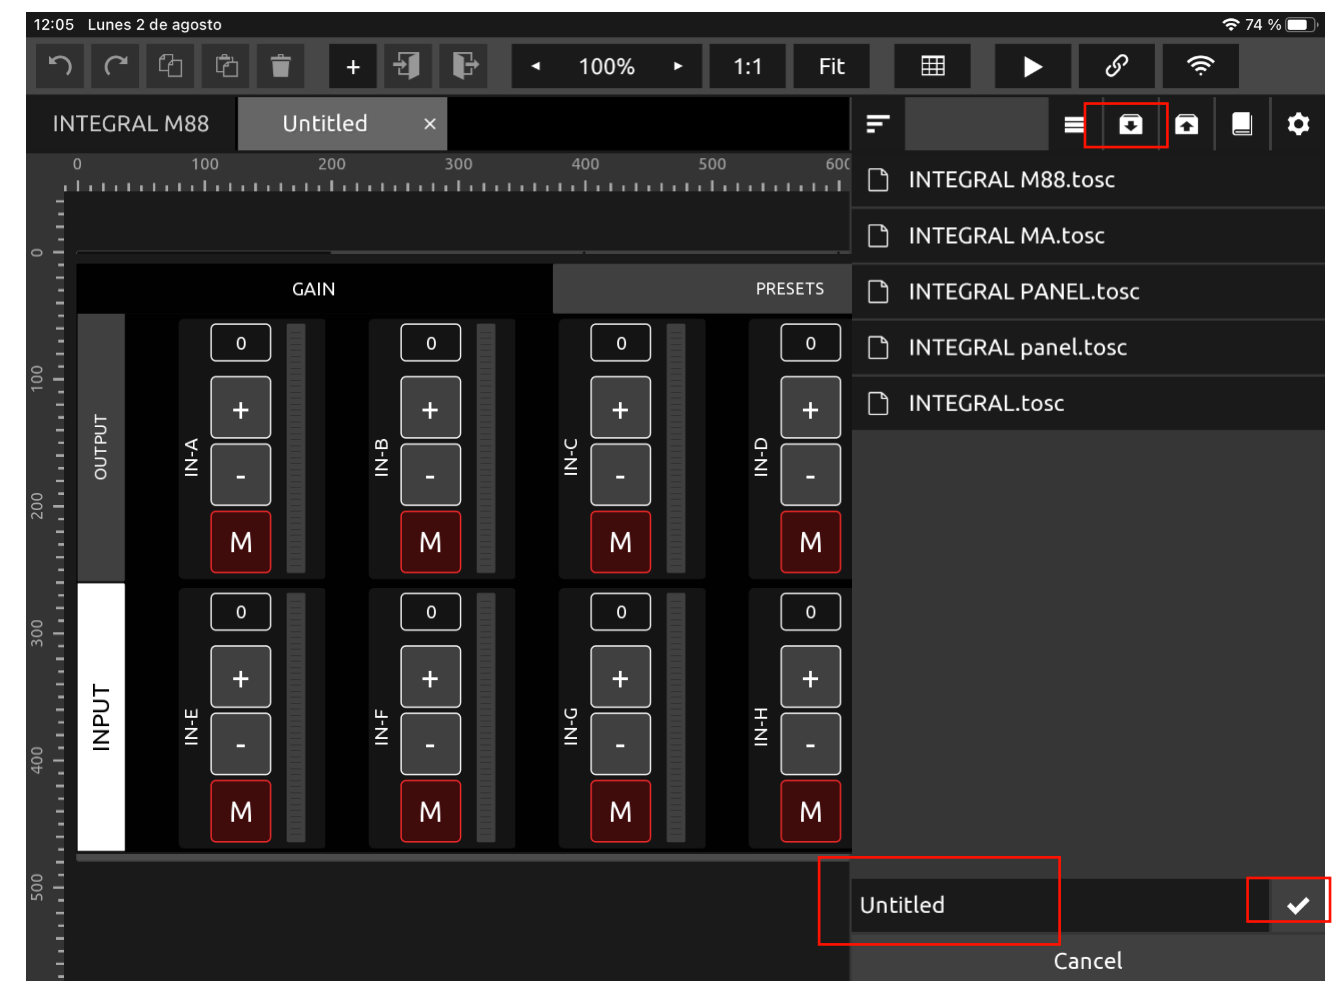 12:05 Lunes 2 de agosto 74 %
+ 100% 1:1 Fit
INTEGRAL M88 Untitled ×
0 100 200 300 400 500 600
0
100
200
300
400
500
GAIN PRESETS
OUTPUT
0 0 0 0
+ + + +
IN-A IN-B IN-C IN-D
- - - -
M M M M
INPUT
0 0 0 0
+ + + +
IN-E IN-F IN-G IN-H
- - - -
M M M M
INTEGRAL M88.tosc
INTEGRAL MA.tosc
INTEGRAL PANEL.tosc
INTEGRAL panel.tosc
INTEGRAL.tosc
Untitled
Cancel